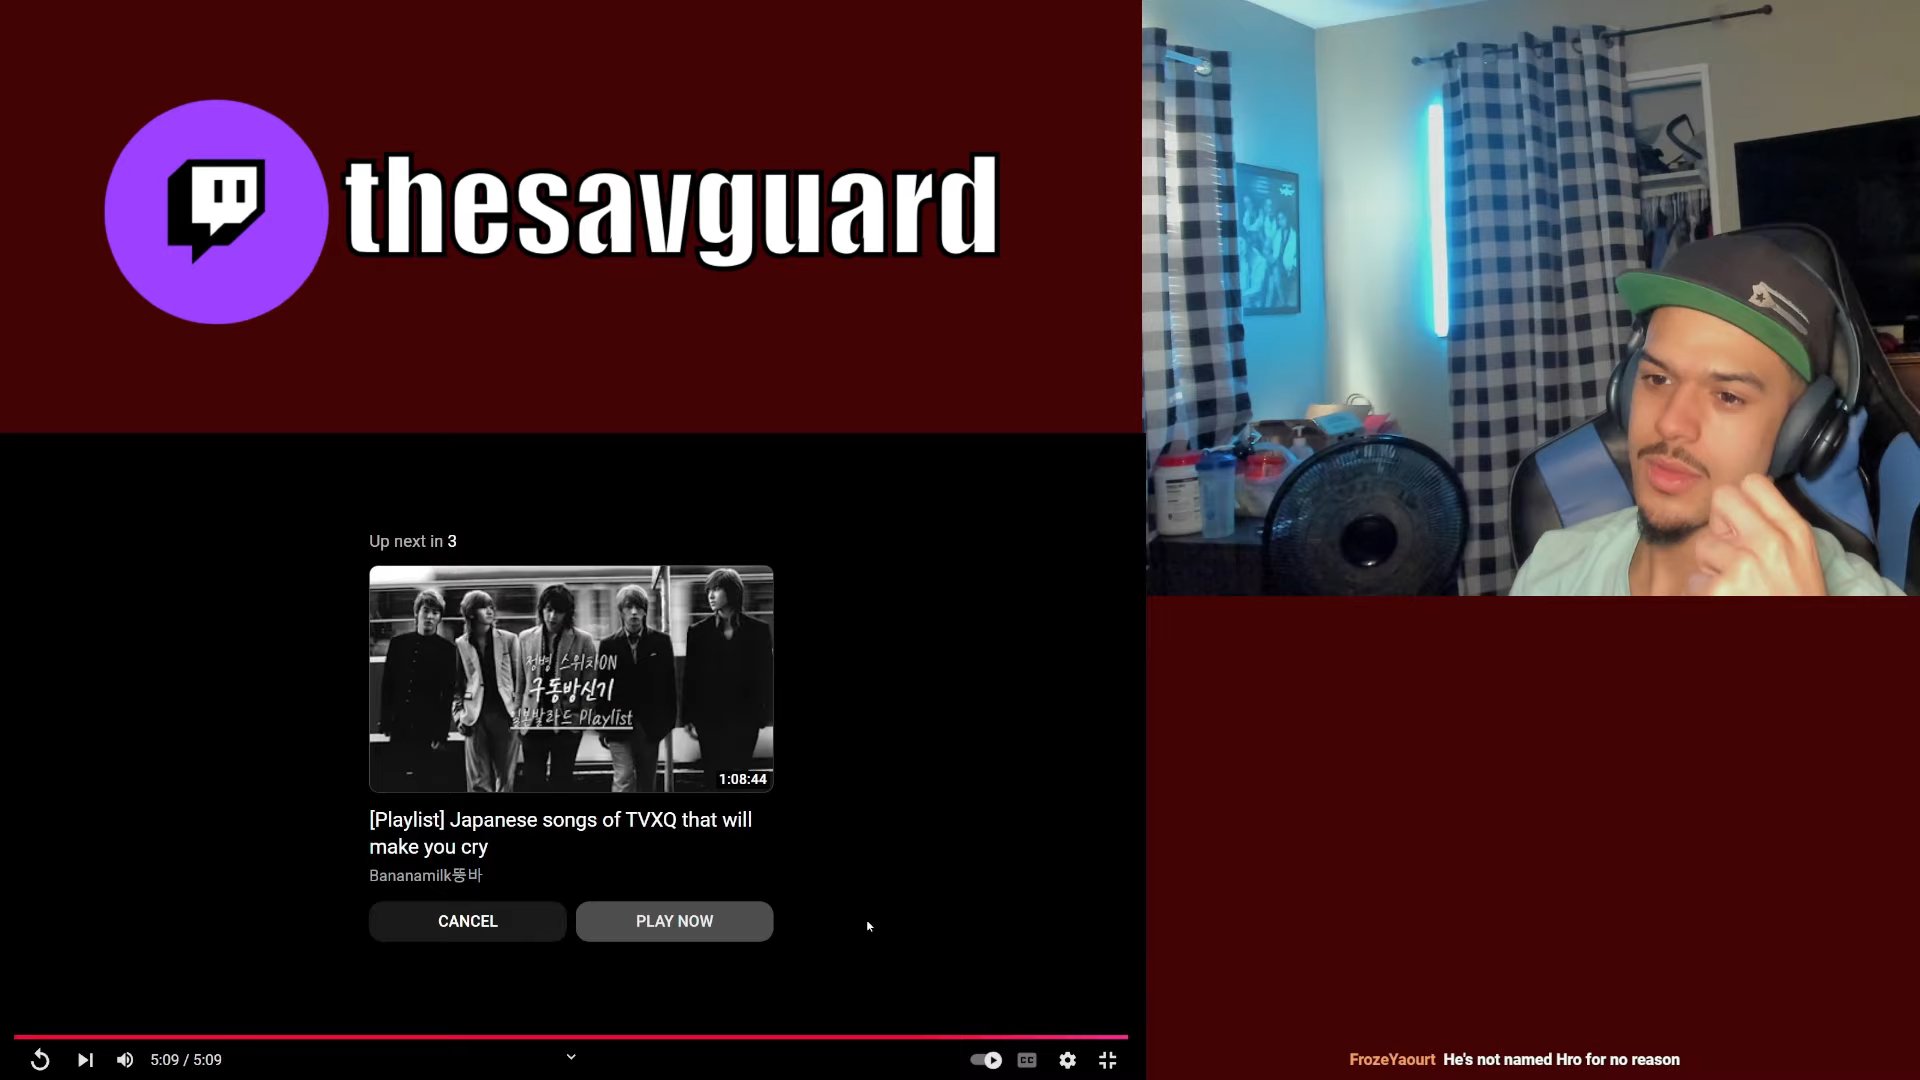 thesavguard
Up next in 3
정병 스위치ON
구동방신기
일본발라드 Playlist
1:08:44
[Playlist] Japanese songs of TVXQ that will
make you cry
Bananamilk뚱바
CANCEL
PLAY NOW
5:09 / 5:09
CC
FrozeYaourt He's not named Hro for no reason